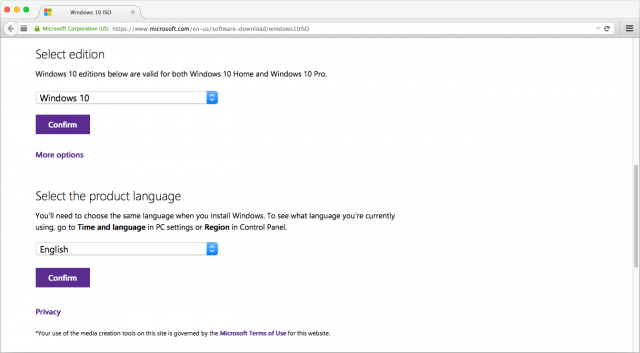 Windows 10 ISO
Microsoft Corporation (US) https://www.microsoft.com/en-us/software-download/windows10ISO
Select edition
Windows 10 editions below are valid for both Windows 10 Home and Windows 10 Pro.
Windows 10
Confirm
More options
Select the product language
You'll need to choose the same language when you install Windows. To see what language you're currently
using, go to Time and language in PC settings or Region in Control Panel.
English
Confirm
Privacy
*Your use of the media creation tools on this site is governed by the Microsoft Terms of Use for this website.